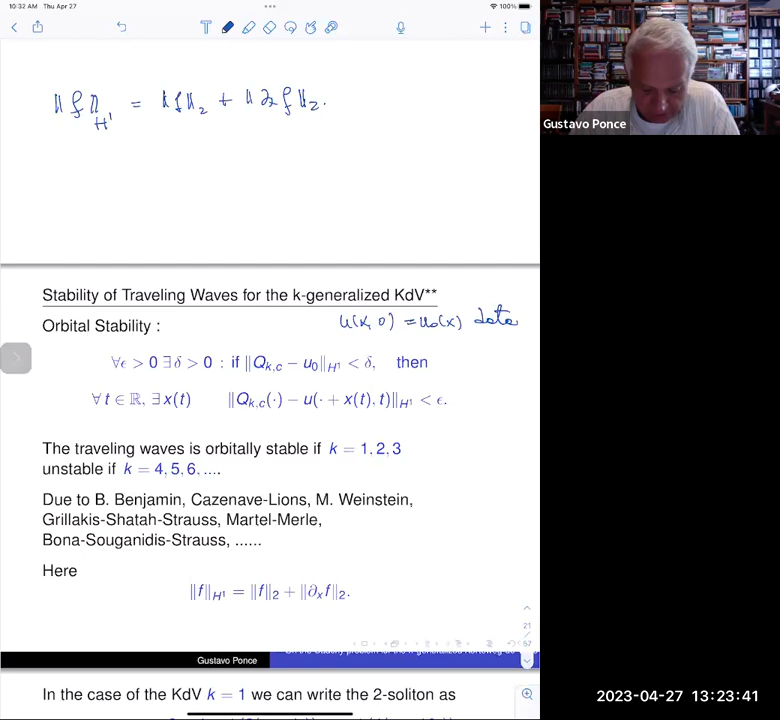 10:32 AM Thu Apr 27
100%
‖f‖_{H¹} = ‖f‖₂ + ‖∂ₓf‖₂.
Gustavo Ponce
Stability of Traveling Waves for the k-generalized KdV**
Orbital Stability :
u(x,0) = u₀(x) data
∀ϵ > 0 ∃δ > 0 : if ‖Q_{k,c} − u₀‖_{H¹} < δ, then
∀ t ∈ ℝ, ∃ x(t) ‖Q_{k,c}(·) − u(· + x(t), t)‖_{H¹} < ϵ.
The traveling waves is orbitally stable if k = 1, 2, 3
unstable if k = 4, 5, 6, ....
Due to B. Benjamin, Cazenave-Lions, M. Weinstein,
Grillakis-Shatah-Strauss, Martel-Merle,
Bona-Souganidis-Strauss, ......
Here
‖f‖_{H¹} = ‖f‖₂ + ‖∂ₓf‖₂.
21
/
57
Gustavo Ponce
In the case of the KdV k = 1 we can write the 2-soliton as
2023-04-27 13:23:41